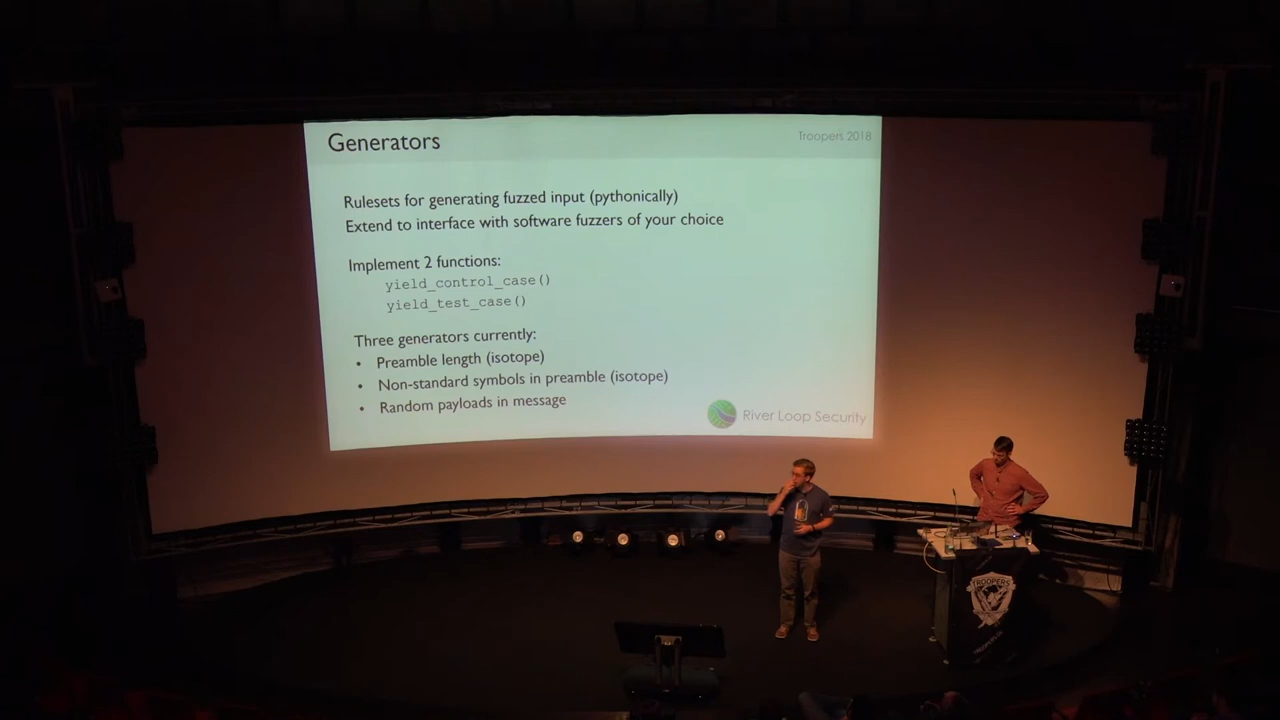 Generators
Troopers 2018
Rulesets for generating fuzzed input (pythonically)
Extend to interface with software fuzzers of your choice
Implement 2 functions:
yield_control_case()
yield_test_case()
Three generators currently:
• Preamble length (isotope)
• Non-standard symbols in preamble (isotope)
• Random payloads in message
River Loop Security
TROOPERS